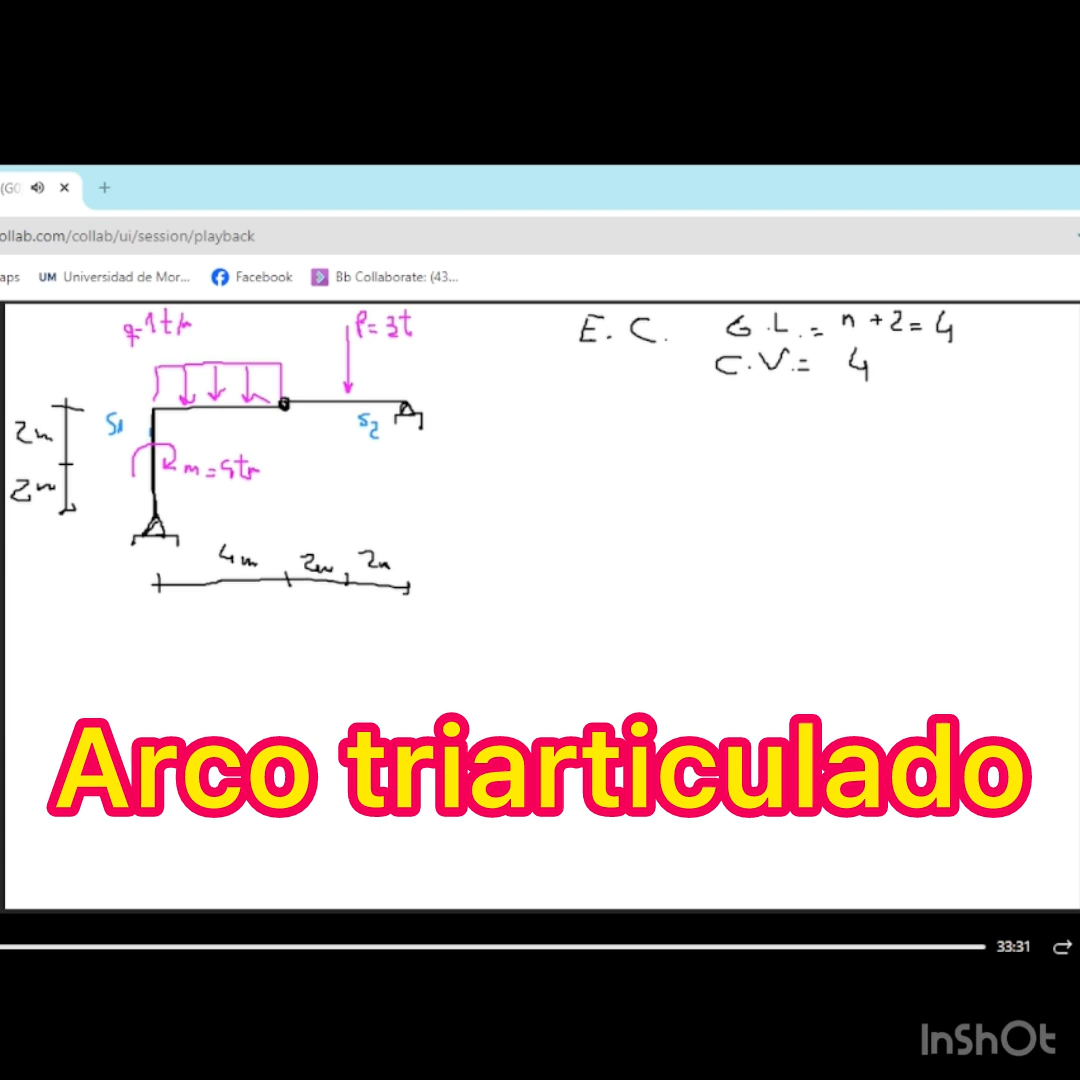 (GO
ollab.com/collab/ui/session/playback
aps UM Universidad de Mor... Facebook Bb Collaborate: (43...
q=1t/m P=3t E.C. G.L.= n+2=4
C.V.= 4
S1 S2
2m
2m
4m 2m 2m
Arco triarticulado
33:31
InShOt